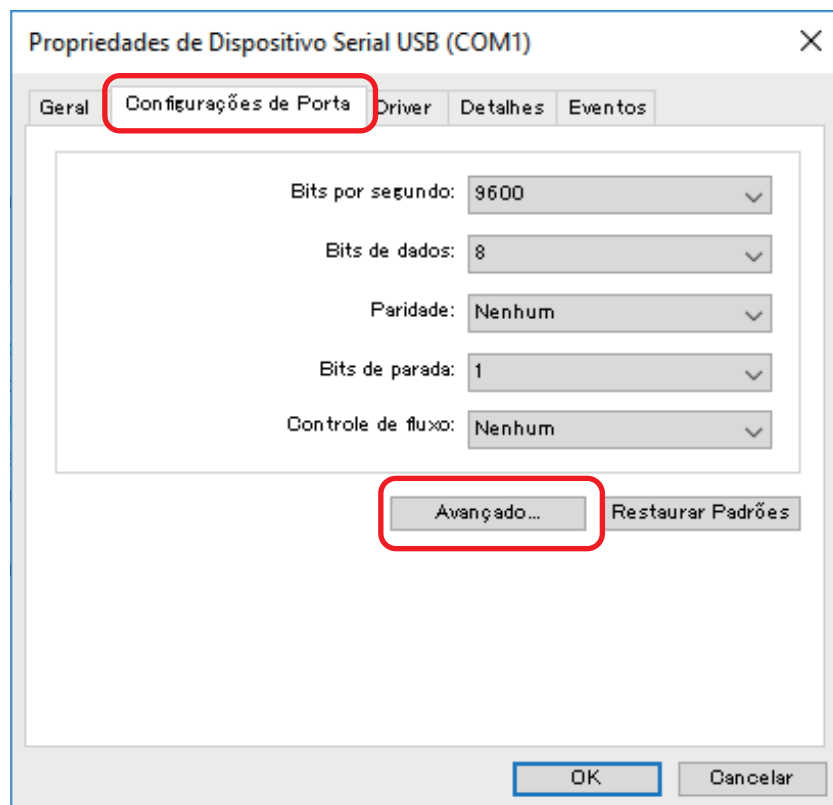 Propriedades de Dispositivo Serial USB (COM1)
Geral Configurações de Porta Driver Detalhes Eventos
Bits por segundo: 9600
Bits de dados: 8
Paridade: Nenhum
Bits de parada: 1
Controle de fluxo: Nenhum
Avançado... Restaurar Padrões
OK Cancelar